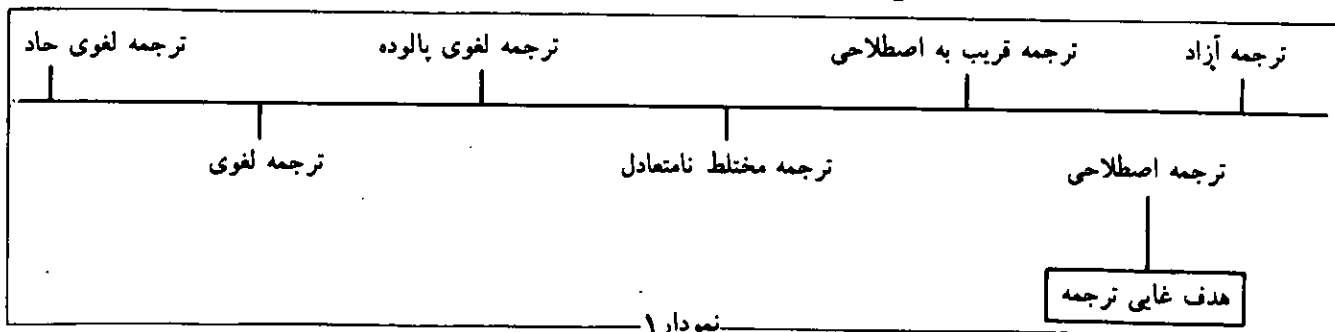 ترجمه آزاد ترجمه قریب به اصطلاحی ترجمه لغوی پالوده ترجمه لغوی حاد
ترجمه اصطلاحی ترجمه مختلط نامتعادل ترجمه لغوی
هدف غایی ترجمه
نمودار ۱